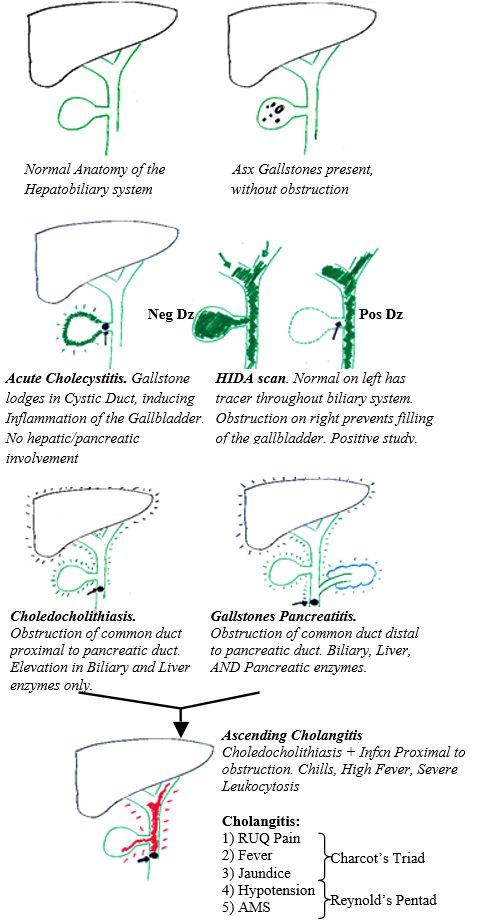 Normal Anatomy of the
Hepatobiliary system
Asx Gallstones present,
without obstruction
Neg Dz
Pos Dz
Acute Cholecystitis. Gallstone
lodges in Cystic Duct, inducing
Inflammation of the Gallbladder.
No hepatic/pancreatic
involvement
HIDA scan. Normal on left has
tracer throughout biliary system.
Obstruction on right prevents filling
of the gallbladder. Positive study.
Choledocholithiasis.
Obstruction of common duct
proximal to pancreatic duct.
Elevation in Biliary and Liver
enzymes only.
Gallstones Pancreatitis.
Obstruction of common duct distal
to pancreatic duct. Biliary, Liver,
AND Pancreatic enzymes.
Ascending Cholangitis
Choledocholithiasis + Infxn Proximal to
obstruction. Chills, High Fever, Severe
Leukocytosis
Cholangitis:
1) RUQ Pain
2) Fever
3) Jaundice
4) Hypotension
5) AMS
Charcot's Triad
Reynold's Pentad